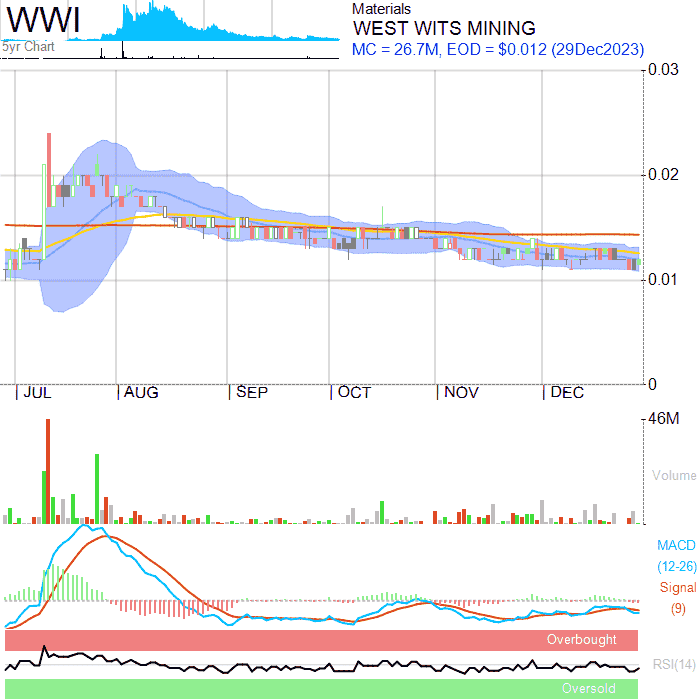 WWI
5yr Chart
Materials
WEST WITS MINING
MC = 26.7M, EOD = $0.012 (29Dec2023)
0.03
0.02
0.01
0
JUL AUG SEP OCT NOV DEC
46M
Volume
MACD
(12-26)
Signal
(9)
Overbought
RSI(14)
Oversold